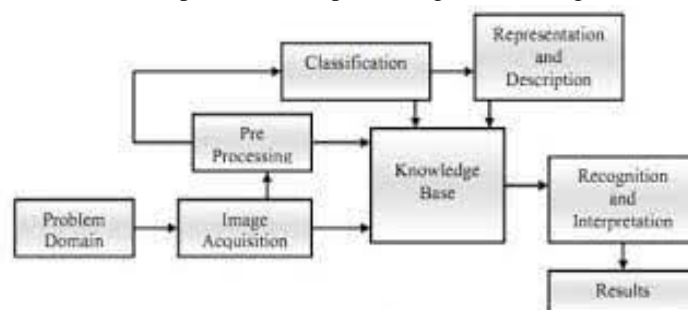 Classification
Representation
and
Description
Pre
Processing
Knowledge
Base
Recognition
and
Interpretation
Problem
Domain
Image
Acquisition
Results